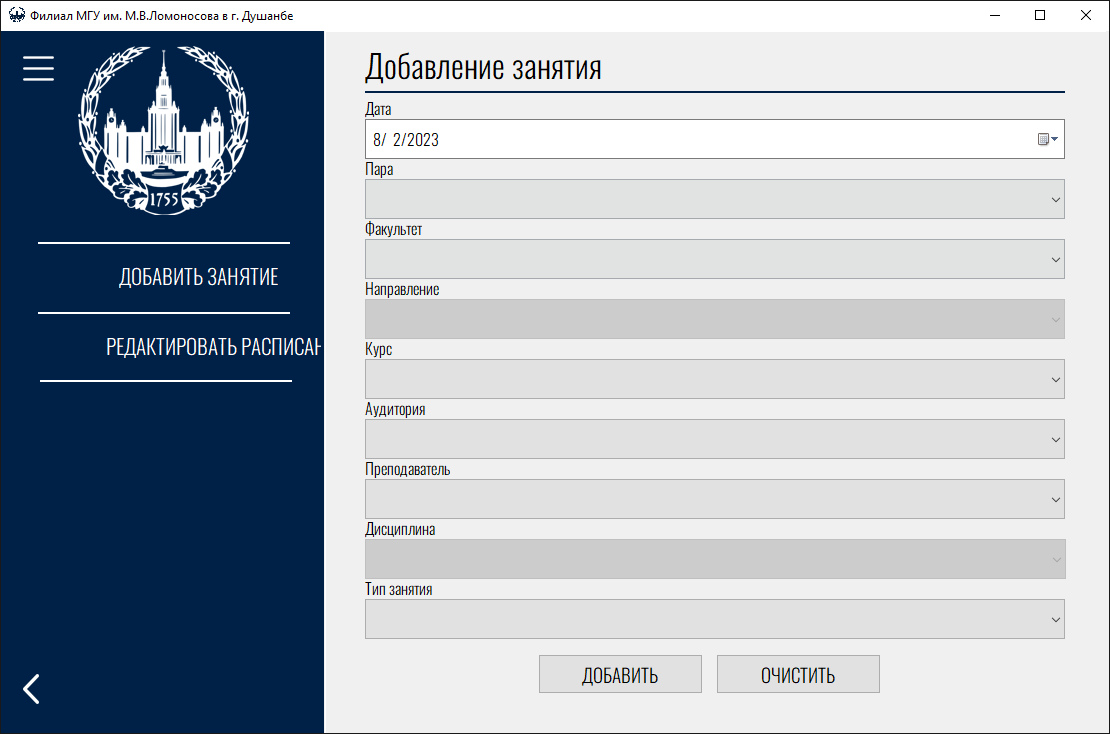 Филиал МГУ им. М.В.Ломоносова в г. Душанбе
1755
ДОБАВИТЬ ЗАНЯТИЕ
РЕДАКТИРОВАТЬ РАСПИСАН
Добавление занятия
Дата
8/ 2/2023
Пара
Факультет
Направление
Курс
Аудитория
Преподаватель
Дисциплина
Тип занятия
ДОБАВИТЬ
ОЧИСТИТЬ